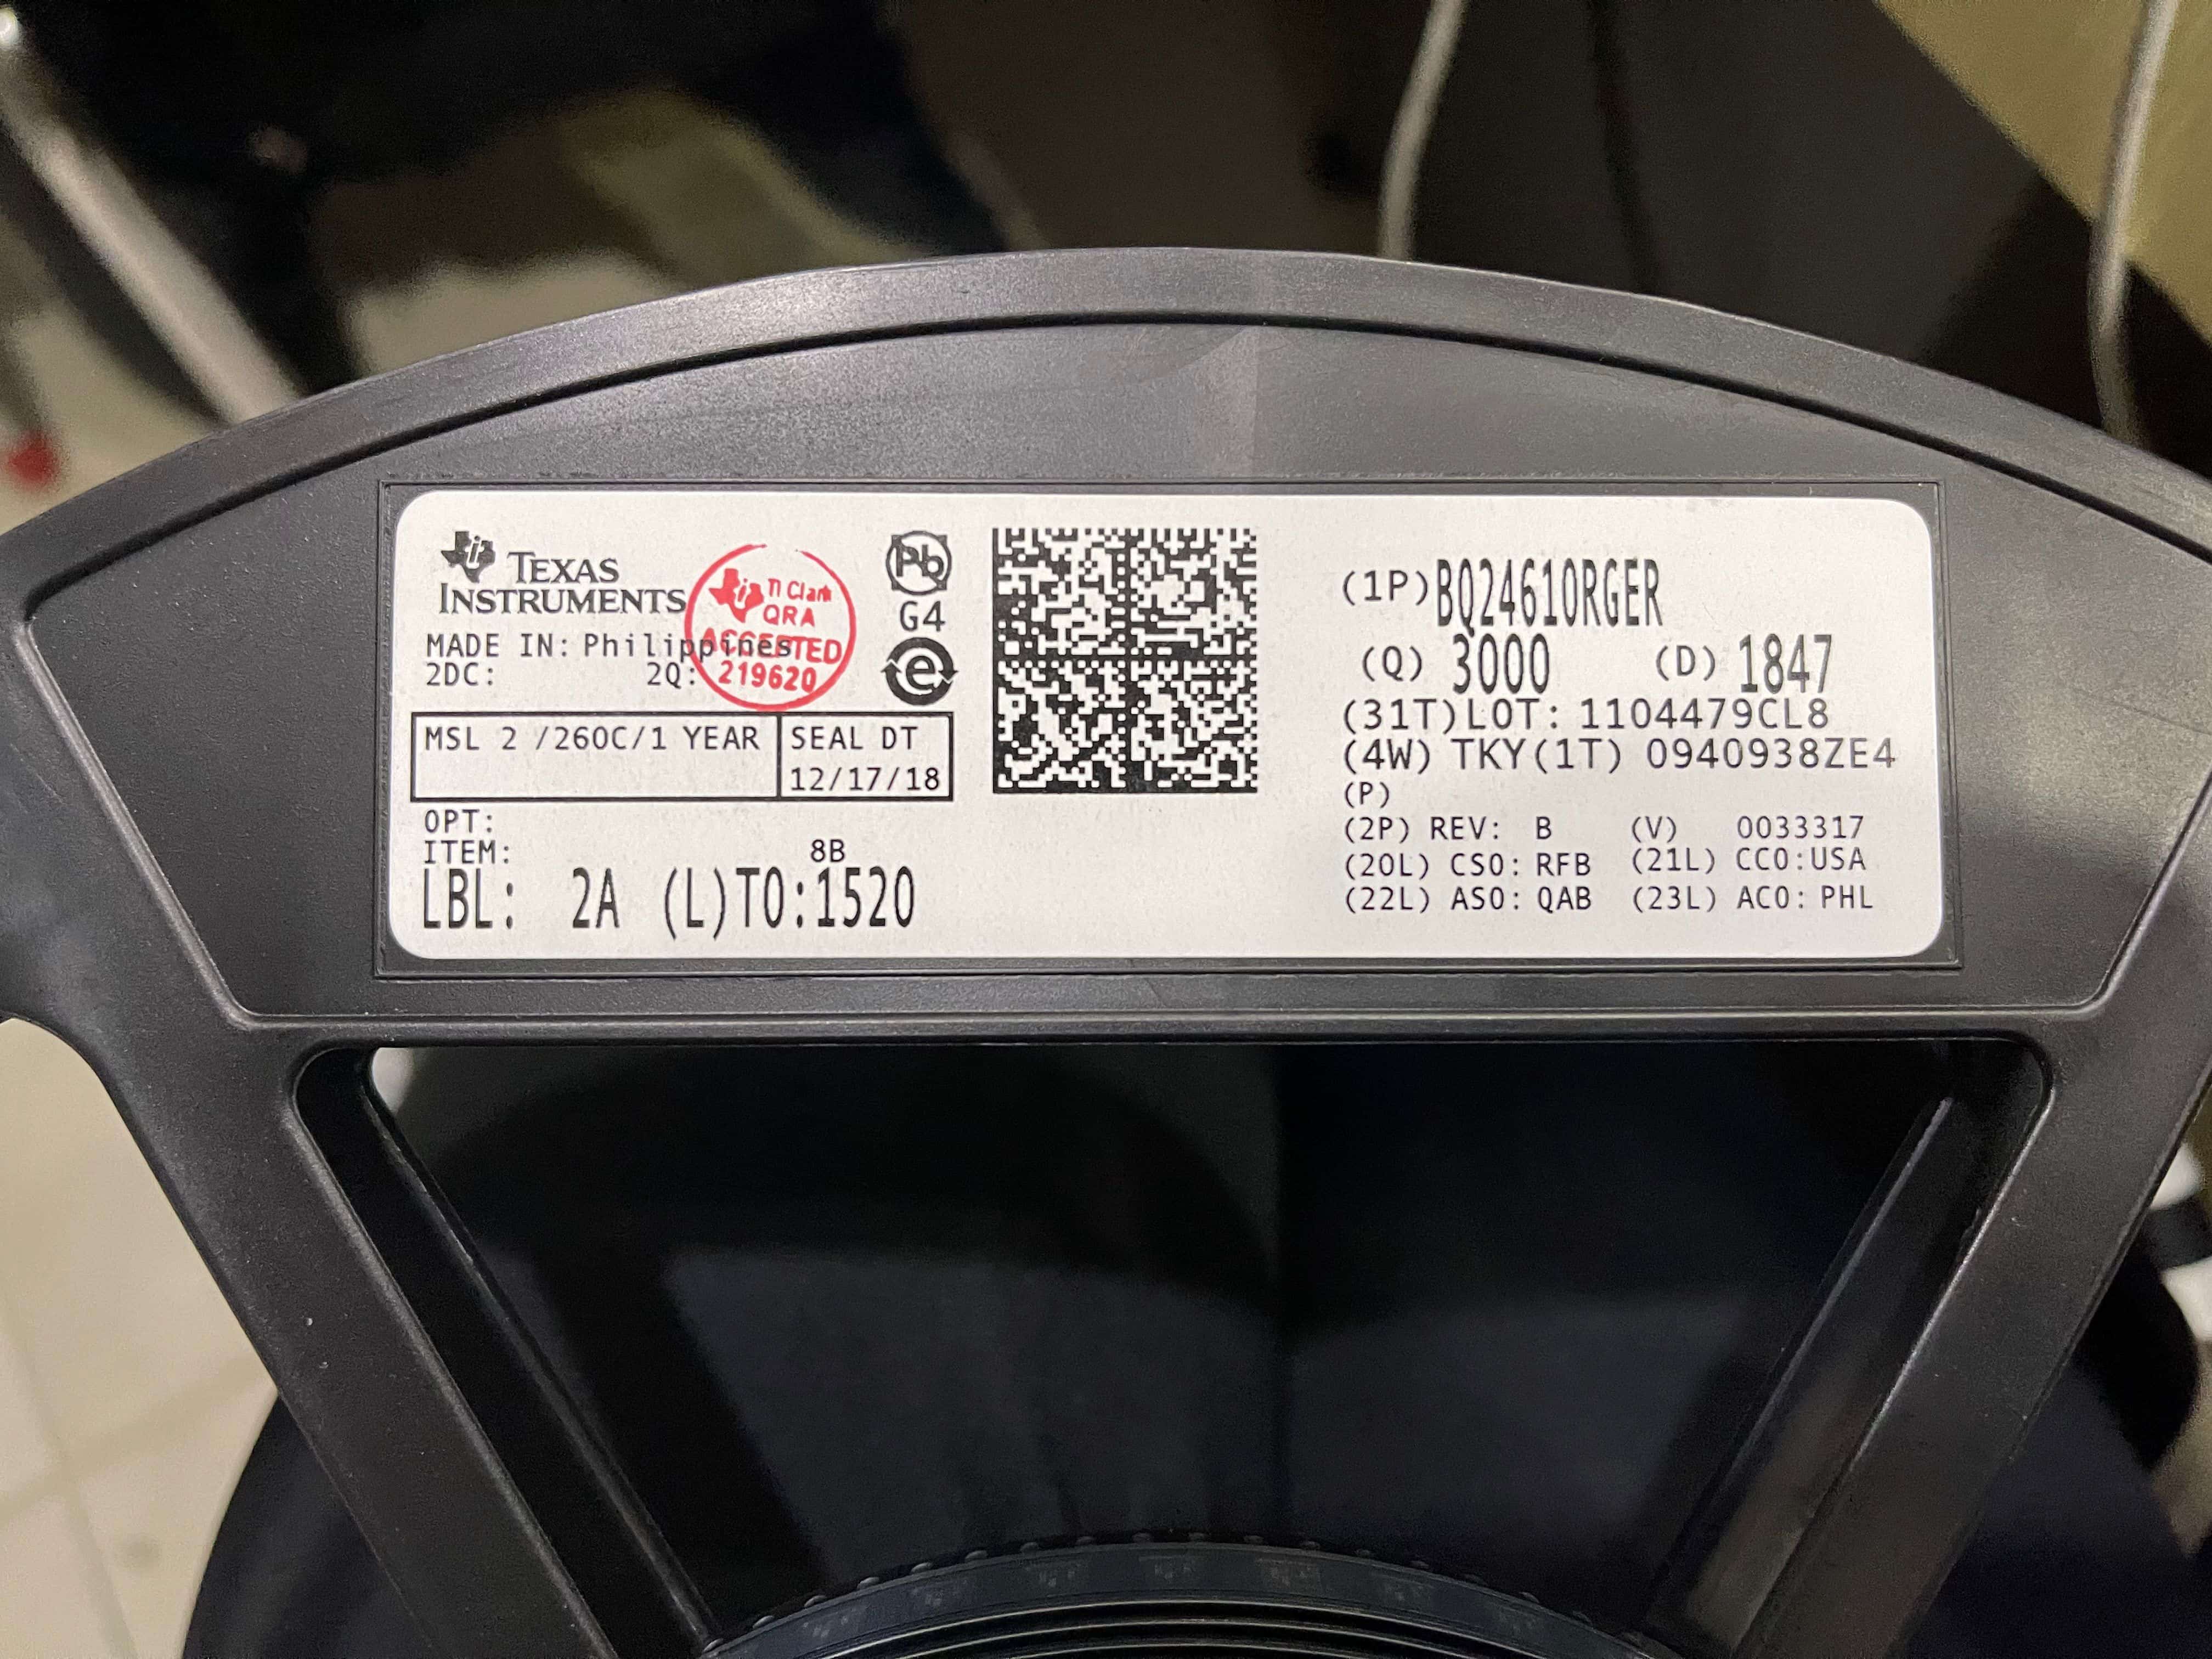 TEXAS
INSTRUMENTS
MADE IN: Philippines
2DC: 2Q:
TI Clark
QRA
ACCEPTED
219620
Pb
G4
e
MSL 2 /260C/1 YEAR
SEAL DT
12/17/18
OPT:
ITEM:
8B
LBL: 2A (L)TO:1520
(1P)BQ24610RGER
(Q) 3000 (D) 1847
(31T)LOT: 1104479CL8
(4W) TKY(1T) 0940938ZE4
(P)
(2P) REV: B (V) 0033317
(20L) CSO: RFB (21L) CCO:USA
(22L) ASO: QAB (23L) ACO: PHL